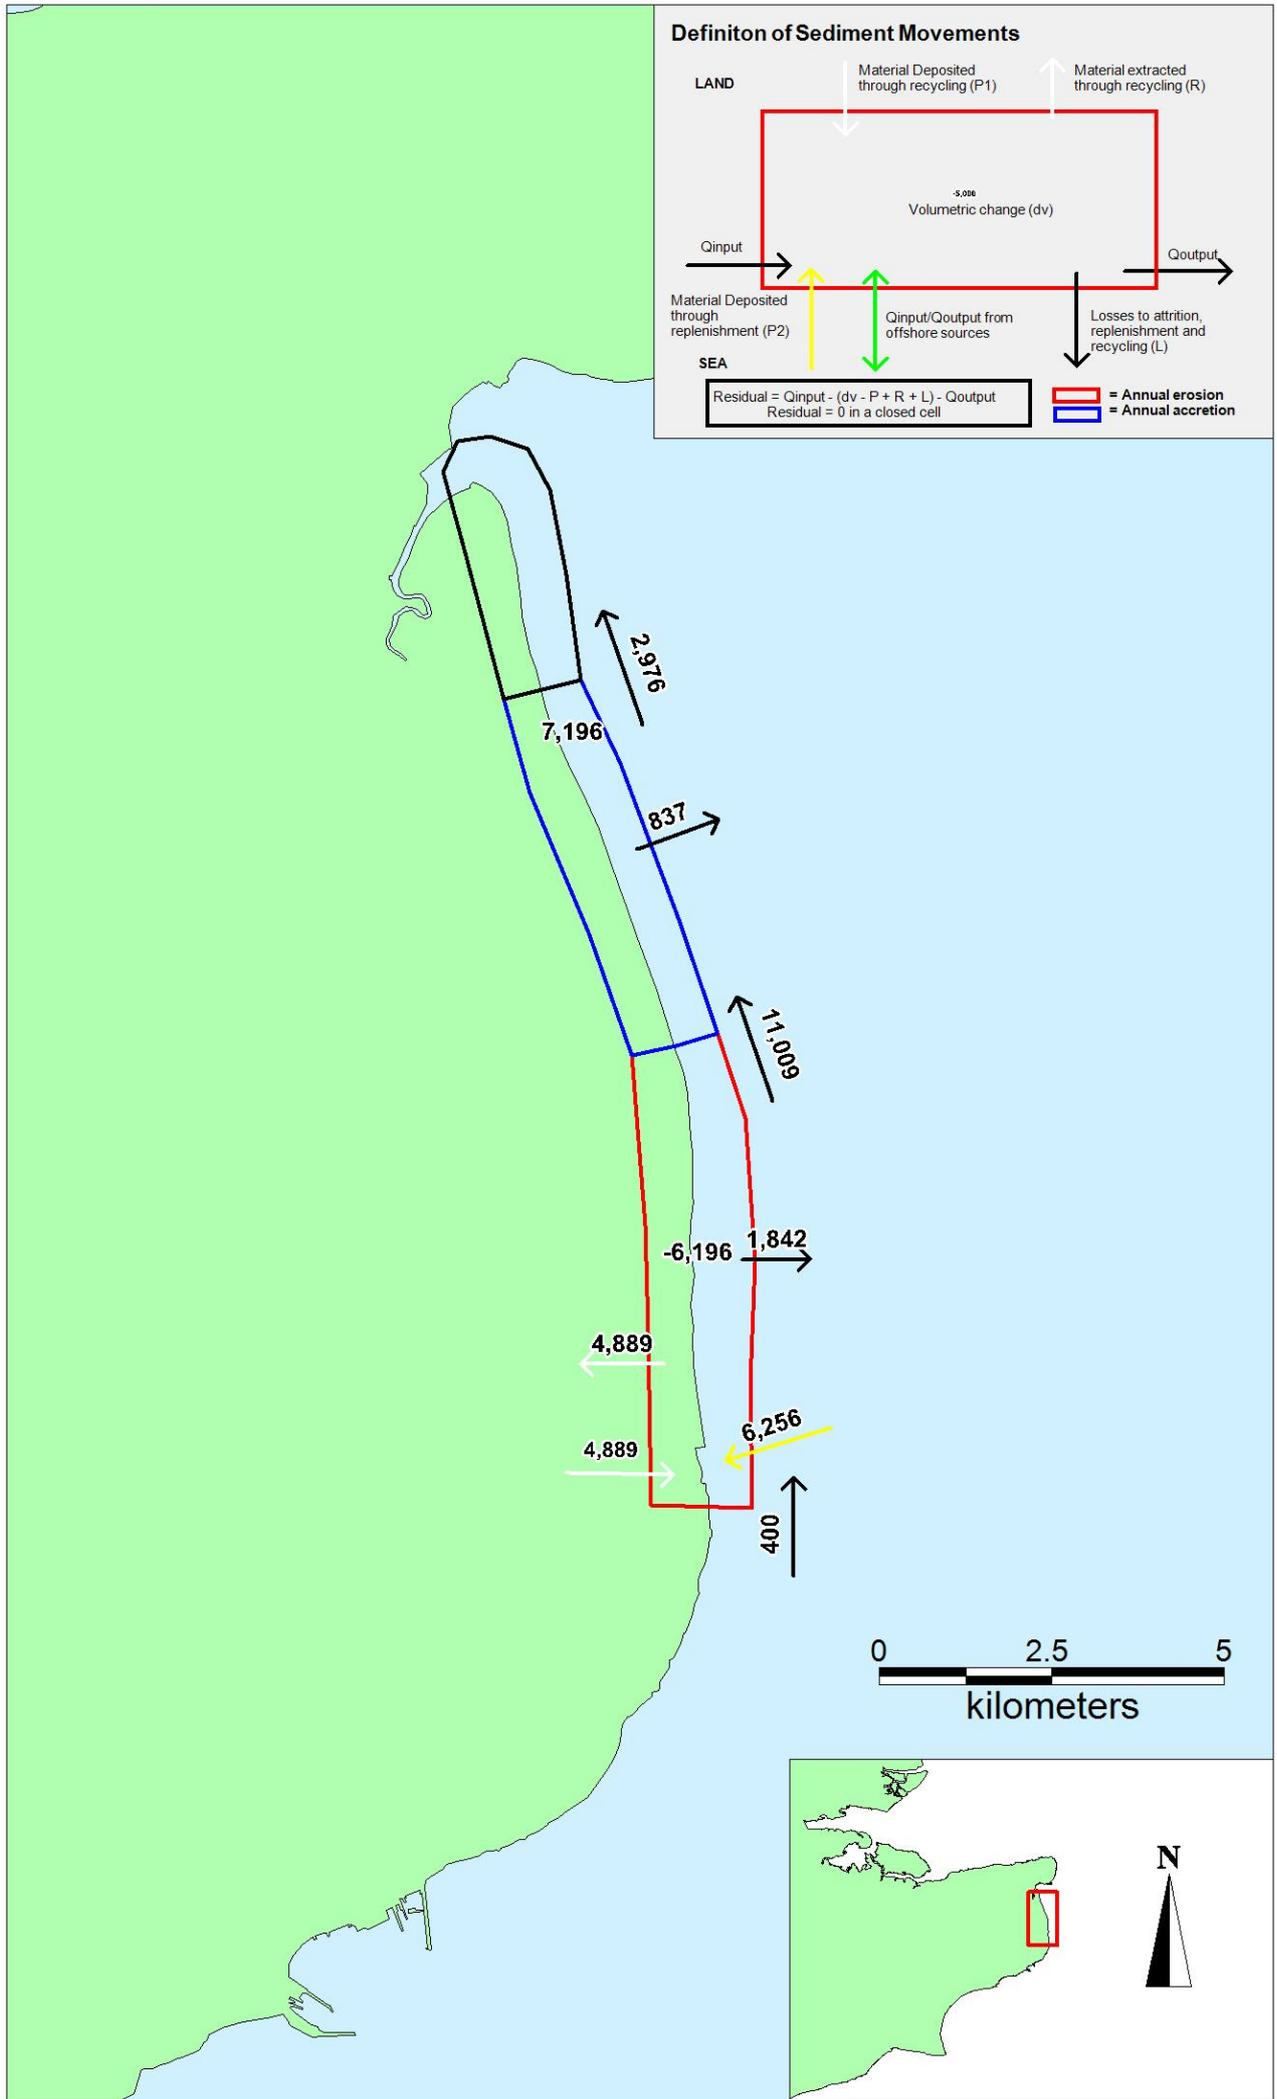 Definiton of Sediment Movements
LAND
Material Deposited
through recycling (P1)
Material extracted
through recycling (R)
-5,000
Volumetric change (dv)
Qinput
Qoutput
Material Deposited
through
replenishment (P2)
Qinput/Qoutput from
offshore sources
Losses to attrition,
replenishment and
recycling (L)
SEA
Residual = Qinput - (dv - P + R + L) - Qoutput
Residual = 0 in a closed cell
= Annual erosion
= Annual accretion
2,976
7,196
837
11,009
-6,196
1,842
4,889
6,256
4,889
400
0 2.5 5
kilometers
N